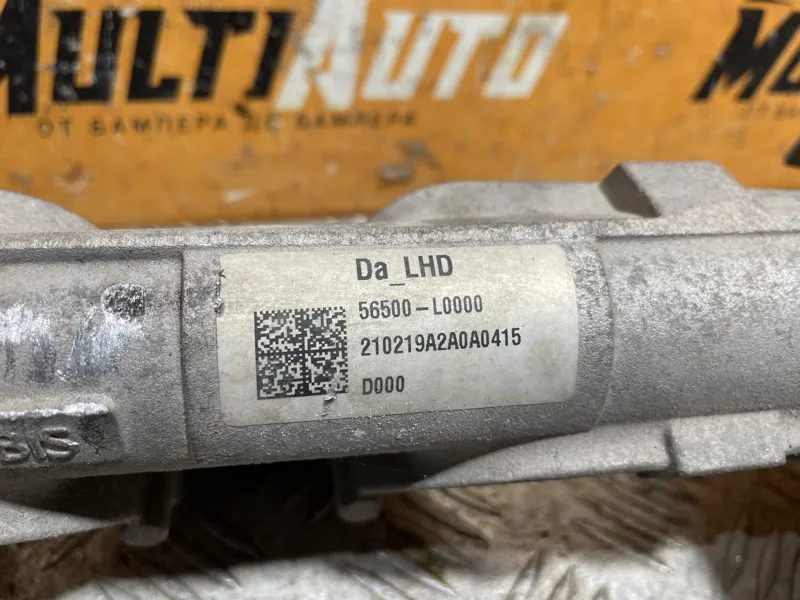 MULTIAUTO
ОТ БАМПЕРА ДО БАМПЕРА
Da_LHD
56500-L0000
210219A2A0A0415
D000